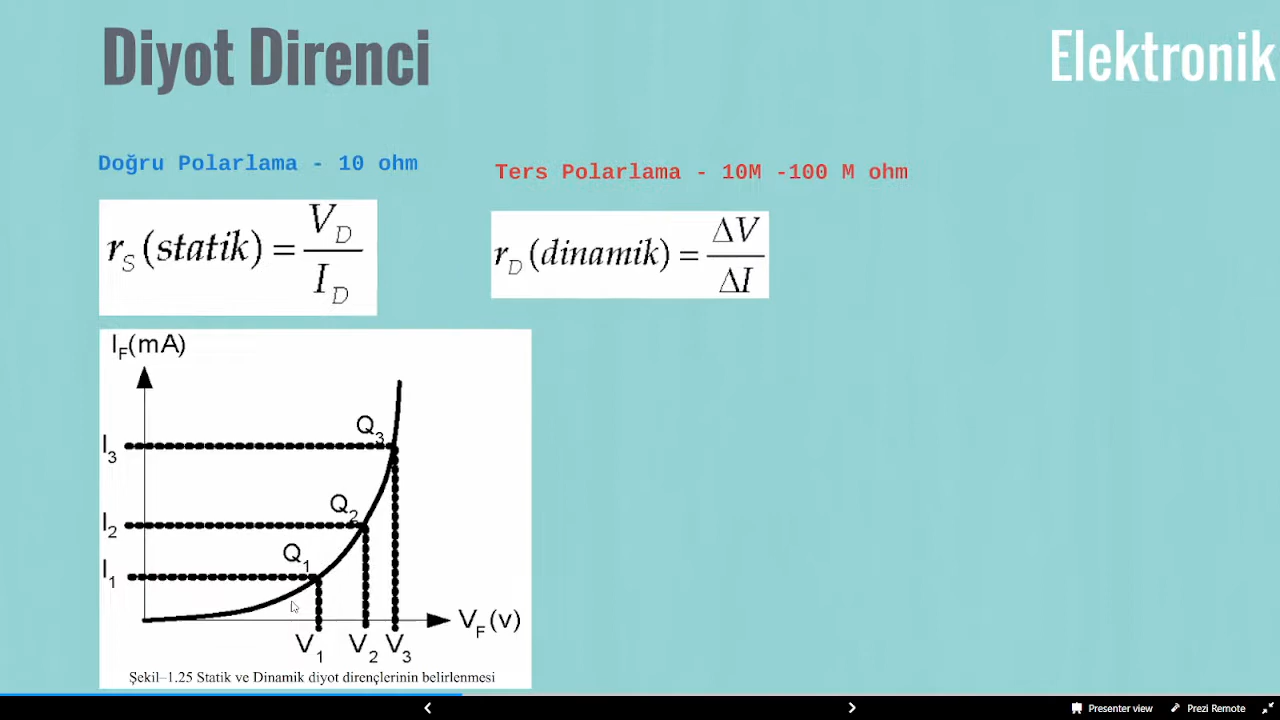 Diyot Direnci
Elektronik
Doğru Polarlama - 10 ohm
Ters Polarlama - 10M -100 M ohm
r_S (statik) = V_D / I_D
r_D (dinamik) = ΔV / ΔI
I_F(mA)
Q_3
I_3
Q_2
I_2
Q_1
I_1
V_F(v)
V_1 V_2 V_3
Şekil–1.25 Statik ve Dinamik diyot dirençlerinin belirlenmesi
Presenter view
Prezi Remote